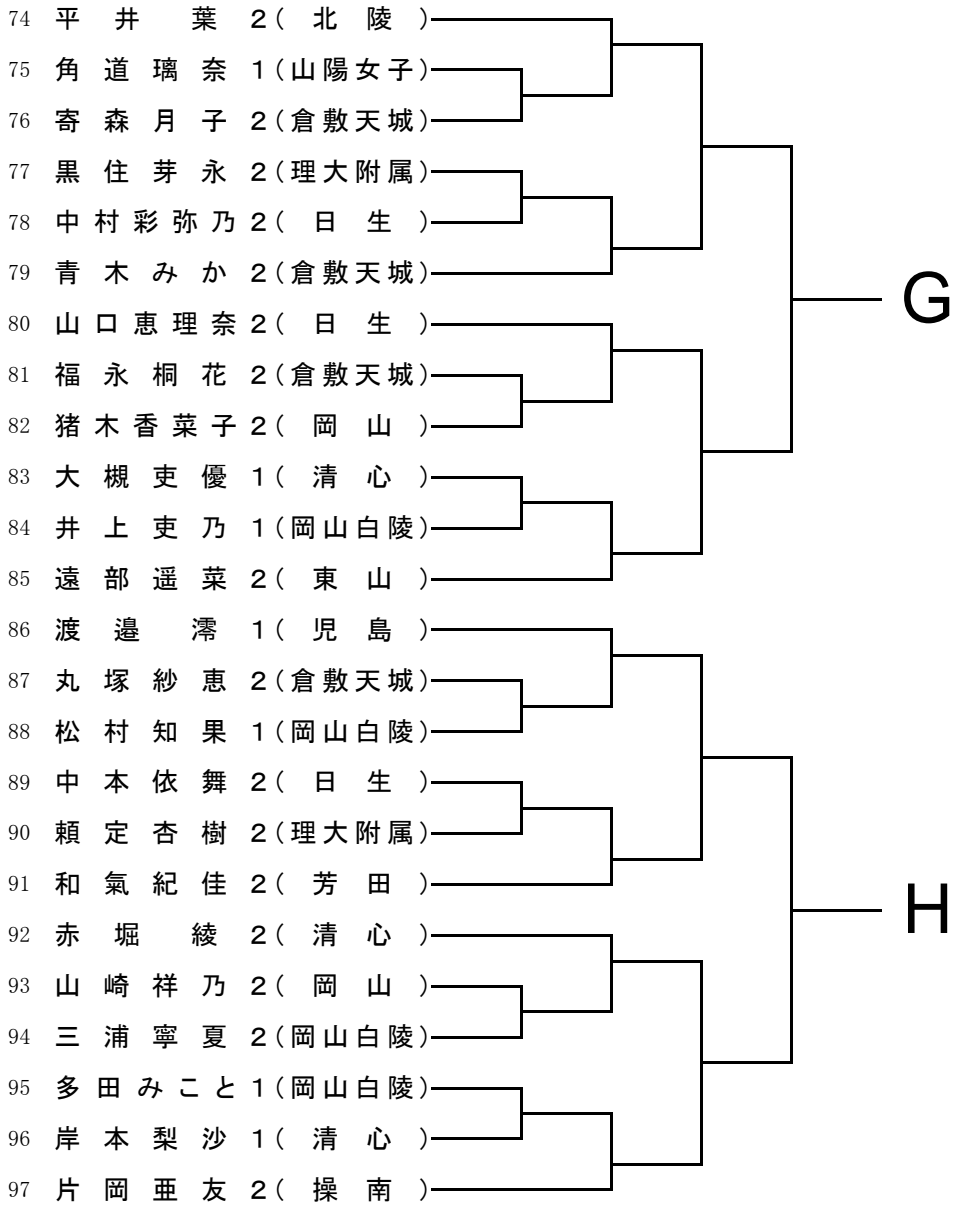 74 平井葉 2(北陵)
75 角道璃奈 1(山陽女子)
76 寄森月子 2(倉敷天城)
77 黒住芽永 2(理大附属)
78 中村彩弥乃 2(日生)
79 青木みか 2(倉敷天城)
G
80 山口恵理奈 2(日生)
81 福永桐花 2(倉敷天城)
82 猪木香菜子 2(岡山)
83 大槻吏優 1(清心)
84 井上吏乃 1(岡山白陵)
85 遠部遥菜 2(東山)
86 渡邉澪 1(児島)
87 丸塚紗恵 2(倉敷天城)
88 松村知果 1(岡山白陵)
89 中本依舞 2(日生)
90 頼定杏樹 2(理大附属)
91 和氣紀佳 2(芳田)
H
92 赤堀綾 2(清心)
93 山崎祥乃 2(岡山)
94 三浦寧夏 2(岡山白陵)
95 多田みこと 1(岡山白陵)
96 岸本梨沙 1(清心)
97 片岡亜友 2(操南)